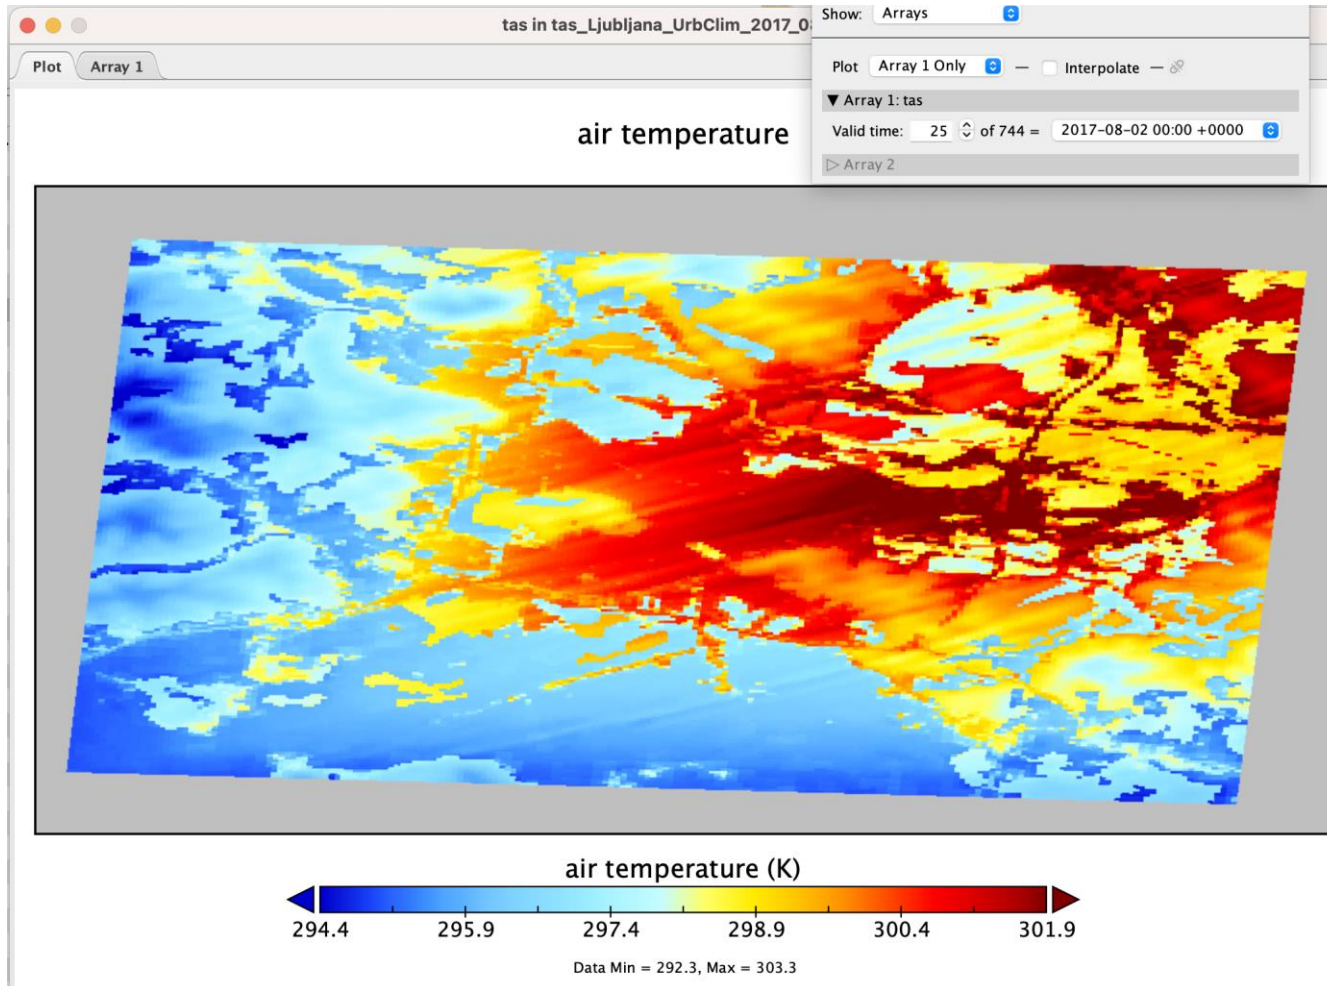 tas in tas_Ljubljana_UrbClim_2017_0
Show: Arrays
Plot Array 1
Plot Array 1 Only — Interpolate —
▼ Array 1: tas
Valid time: 25 of 744 = 2017-08-02 00:00 +0000
▷ Array 2
air temperature
air temperature (K)
294.4 295.9 297.4 298.9 300.4 301.9
Data Min = 292.3, Max = 303.3